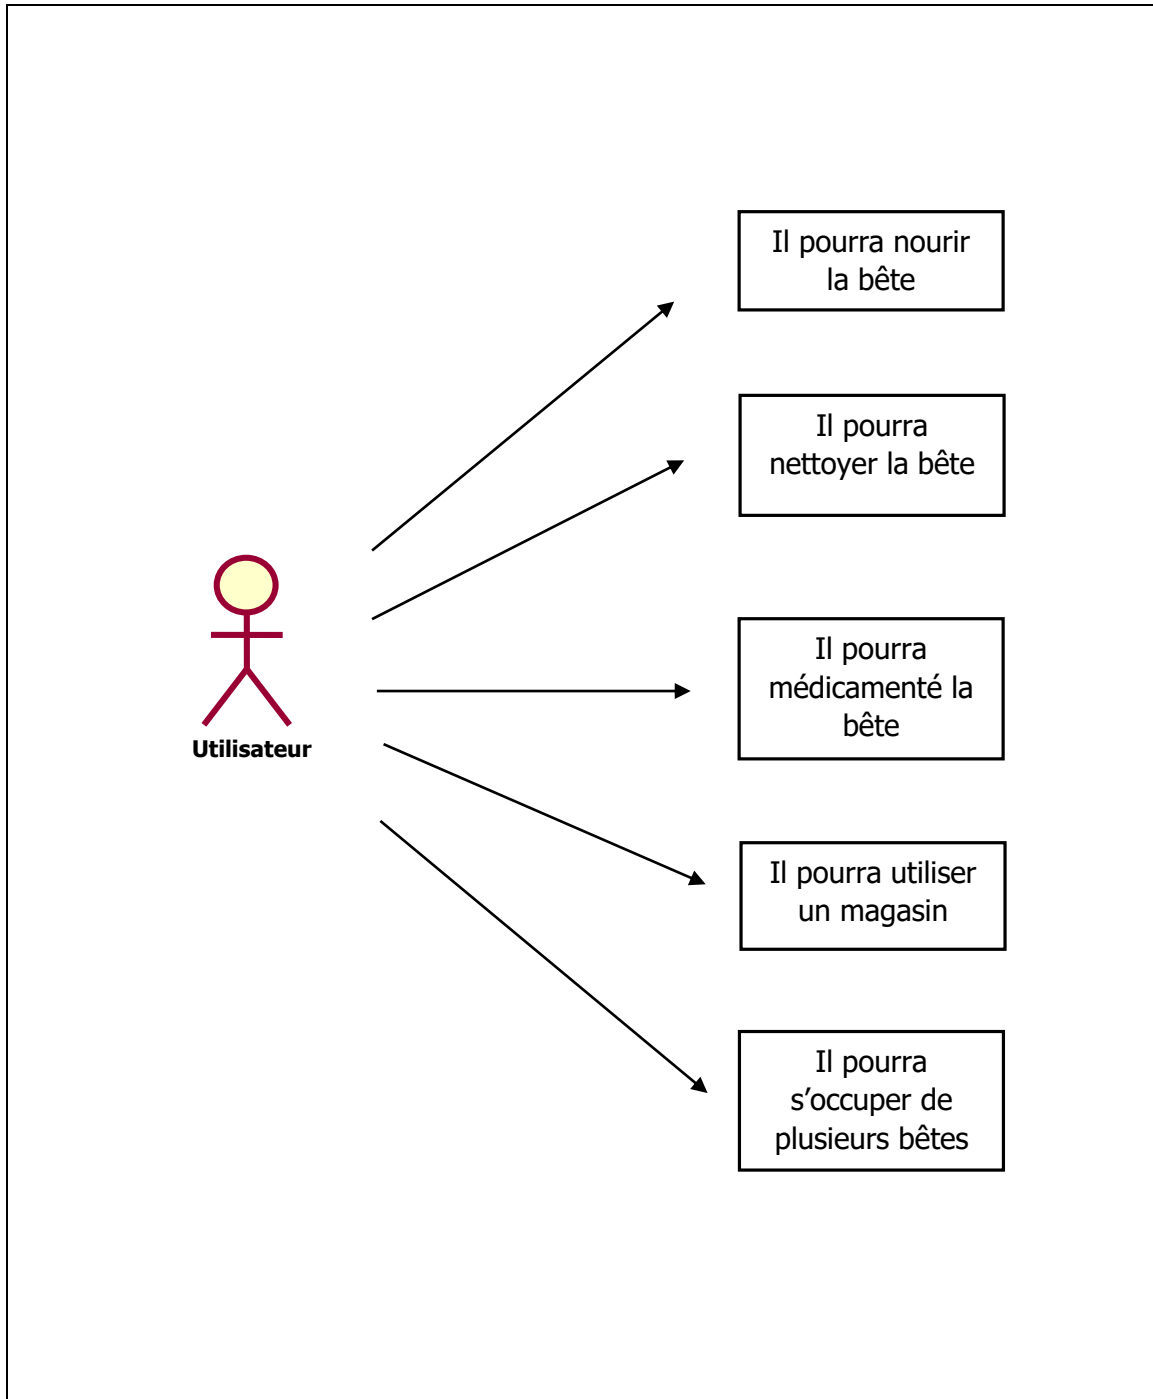 Il pourra nourir
la bête
Il pourra
nettoyer la bête
Il pourra
médicamenté la
bête
Utilisateur
Il pourra utiliser
un magasin
Il pourra
s’occuper de
plusieurs bêtes